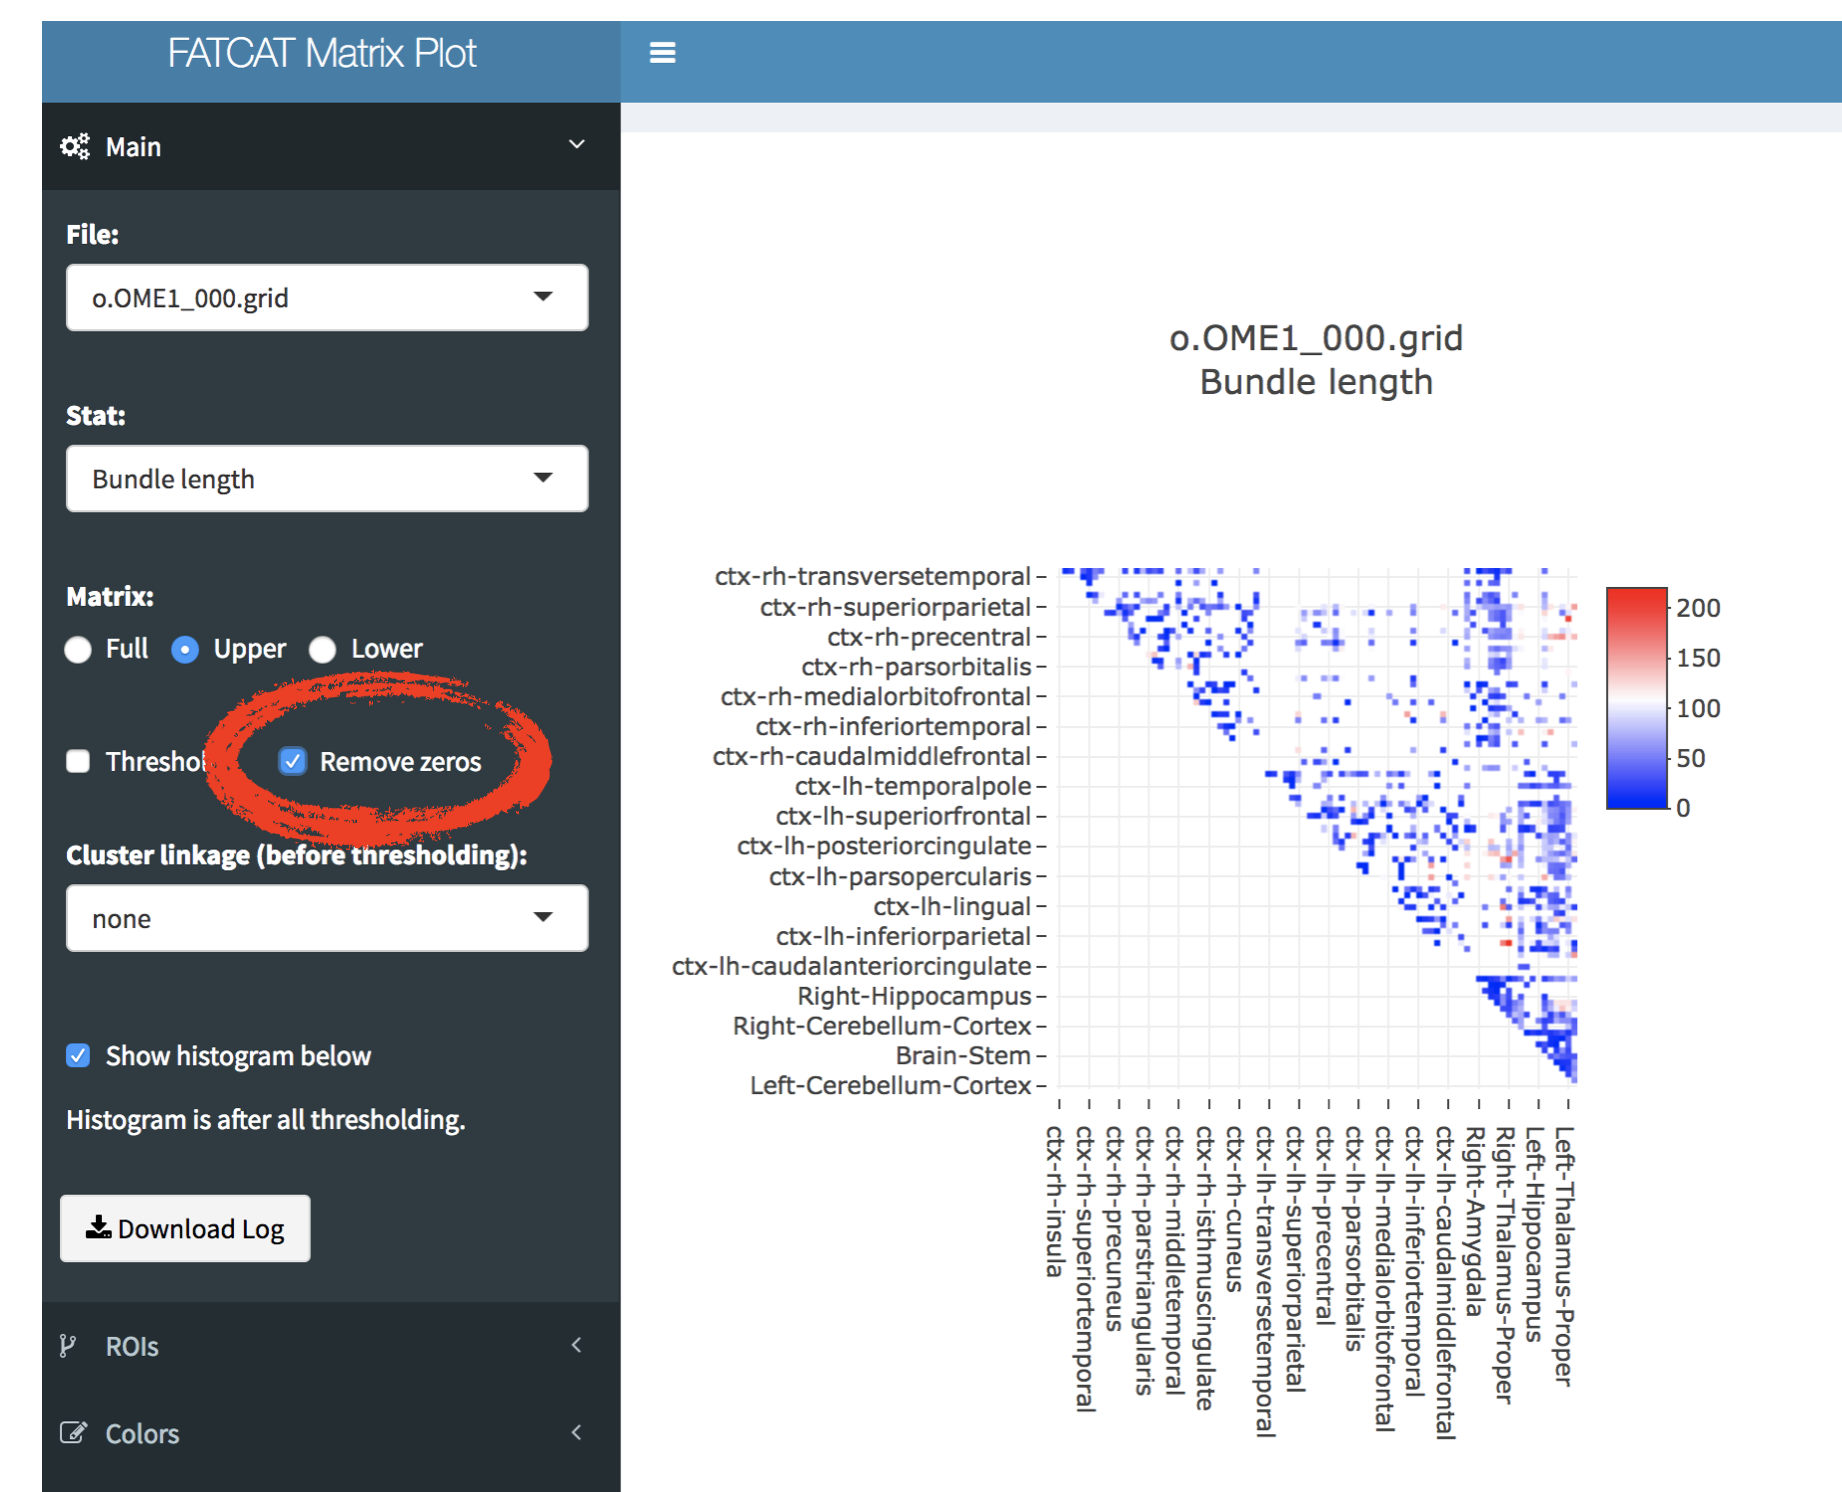 FATCAT Matrix Plot
Main
File:
o.OME1_000.grid
Stat:
Bundle length
Matrix:
Full Upper Lower
Remove zeros
Cluster linkage (before thresholding):
none
Show histogram below
Histogram is after all thresholding.
Download Log
ROIs
Colors
o.OME1_000.grid
Bundle length
ctx-rh-transversetemporal
ctx-rh-superiorparietal
ctx-rh-precentral
ctx-rh-parsorbitalis
ctx-rh-medialorbitofrontal
ctx-rh-inferiortemporal
ctx-rh-caudalmiddlefrontal
ctx-lh-temporalpole
ctx-lh-superiorfrontal
ctx-lh-posteriorcingulate
ctx-lh-parsopercularis
ctx-lh-lingual
ctx-lh-inferiorparietal
ctx-lh-caudalanteriorcingulate
Right-Hippocampus
Right-Cerebellum-Cortex
Brain-Stem
Left-Cerebellum-Cortex
200
150
100
50
0
ctx-rh-insula
ctx-rh-superiortemporal
ctx-rh-precuneus
ctx-rh-parstriangularis
ctx-rh-middletemporal
ctx-rh-isthmuscingulate
ctx-rh-cuneus
ctx-lh-transversetemporal
ctx-lh-superiorparietal
ctx-lh-precentral
ctx-lh-parsorbitalis
ctx-lh-medialorbitofrontal
ctx-lh-inferiortemporal
ctx-lh-caudalmiddlefrontal
Right-Amygdala
Right-Thalamus-Proper
Left-Hippocampus
Left-Thalamus-Proper